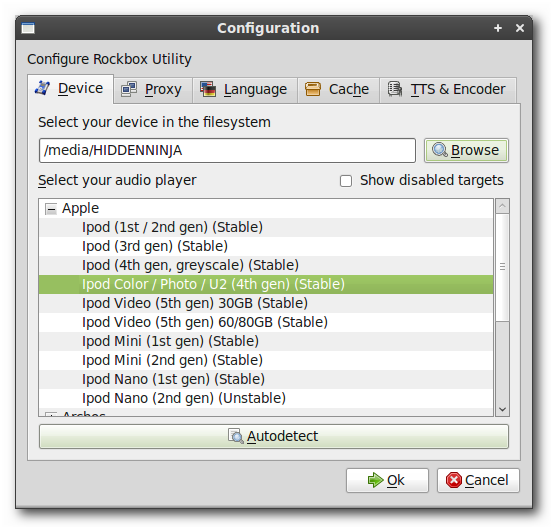 Configuration
Configure Rockbox Utility
Device Proxy Language Cache TTS & Encoder
Select your device in the filesystem
/media/HIDDENNINJA Browse
Select your audio player Show disabled targets
Apple
Ipod (1st / 2nd gen) (Stable)
Ipod (3rd gen) (Stable)
Ipod (4th gen, greyscale) (Stable)
Ipod Color / Photo / U2 (4th gen) (Stable)
Ipod Video (5th gen) 30GB (Stable)
Ipod Video (5th gen) 60/80GB (Stable)
Ipod Mini (1st gen) (Stable)
Ipod Mini (2nd gen) (Stable)
Ipod Nano (1st gen) (Stable)
Ipod Nano (2nd gen) (Unstable)
Archos
Autodetect
Ok Cancel